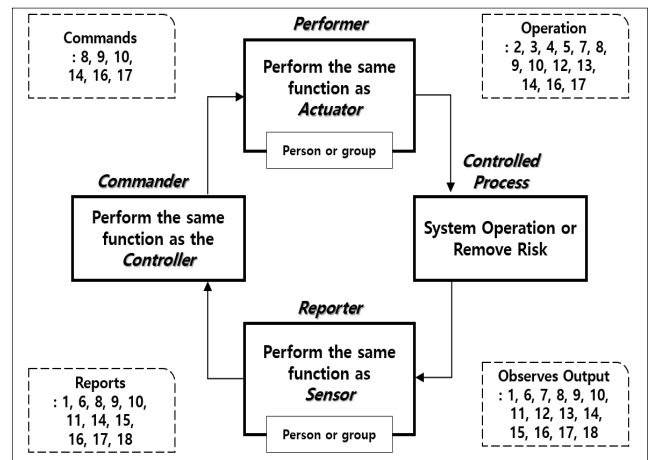 Performer
Commands
: 8, 9, 10,
14, 16, 17
Perform the same
function as
Actuator
Person or group
Operation
: 2, 3, 4, 5, 7, 8,
9, 10, 12, 13,
14, 16, 17
Commander
Perform the same
function as the
Controller
Controlled
Process
System Operation or
Remove Risk
Reporter
Perform the same
function as
Sensor
Person or group
Reports
: 1, 6, 8, 9, 10,
11, 14, 15,
16, 17, 18
Observes Output
: 1, 6, 7, 8, 9, 10,
11, 12, 13, 14,
15, 16, 17, 18